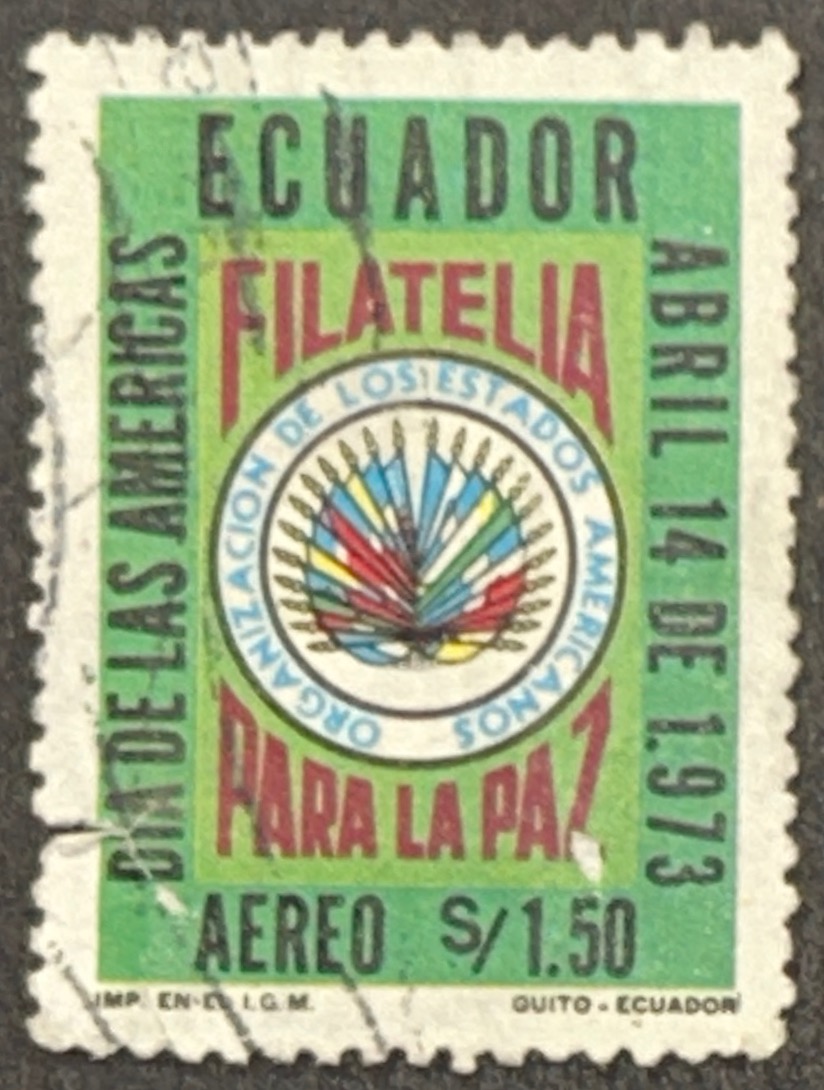 ECUADOR
DIA DE LAS AMERICAS
FILATELIA
ORGANIZACION DE LOS ESTADOS AMERICANOS
PARA LA PAZ
ABRIL 14 DE 1.973
AEREO S/1.50
IMP. EN EL I.G.M.
QUITO - ECUADOR